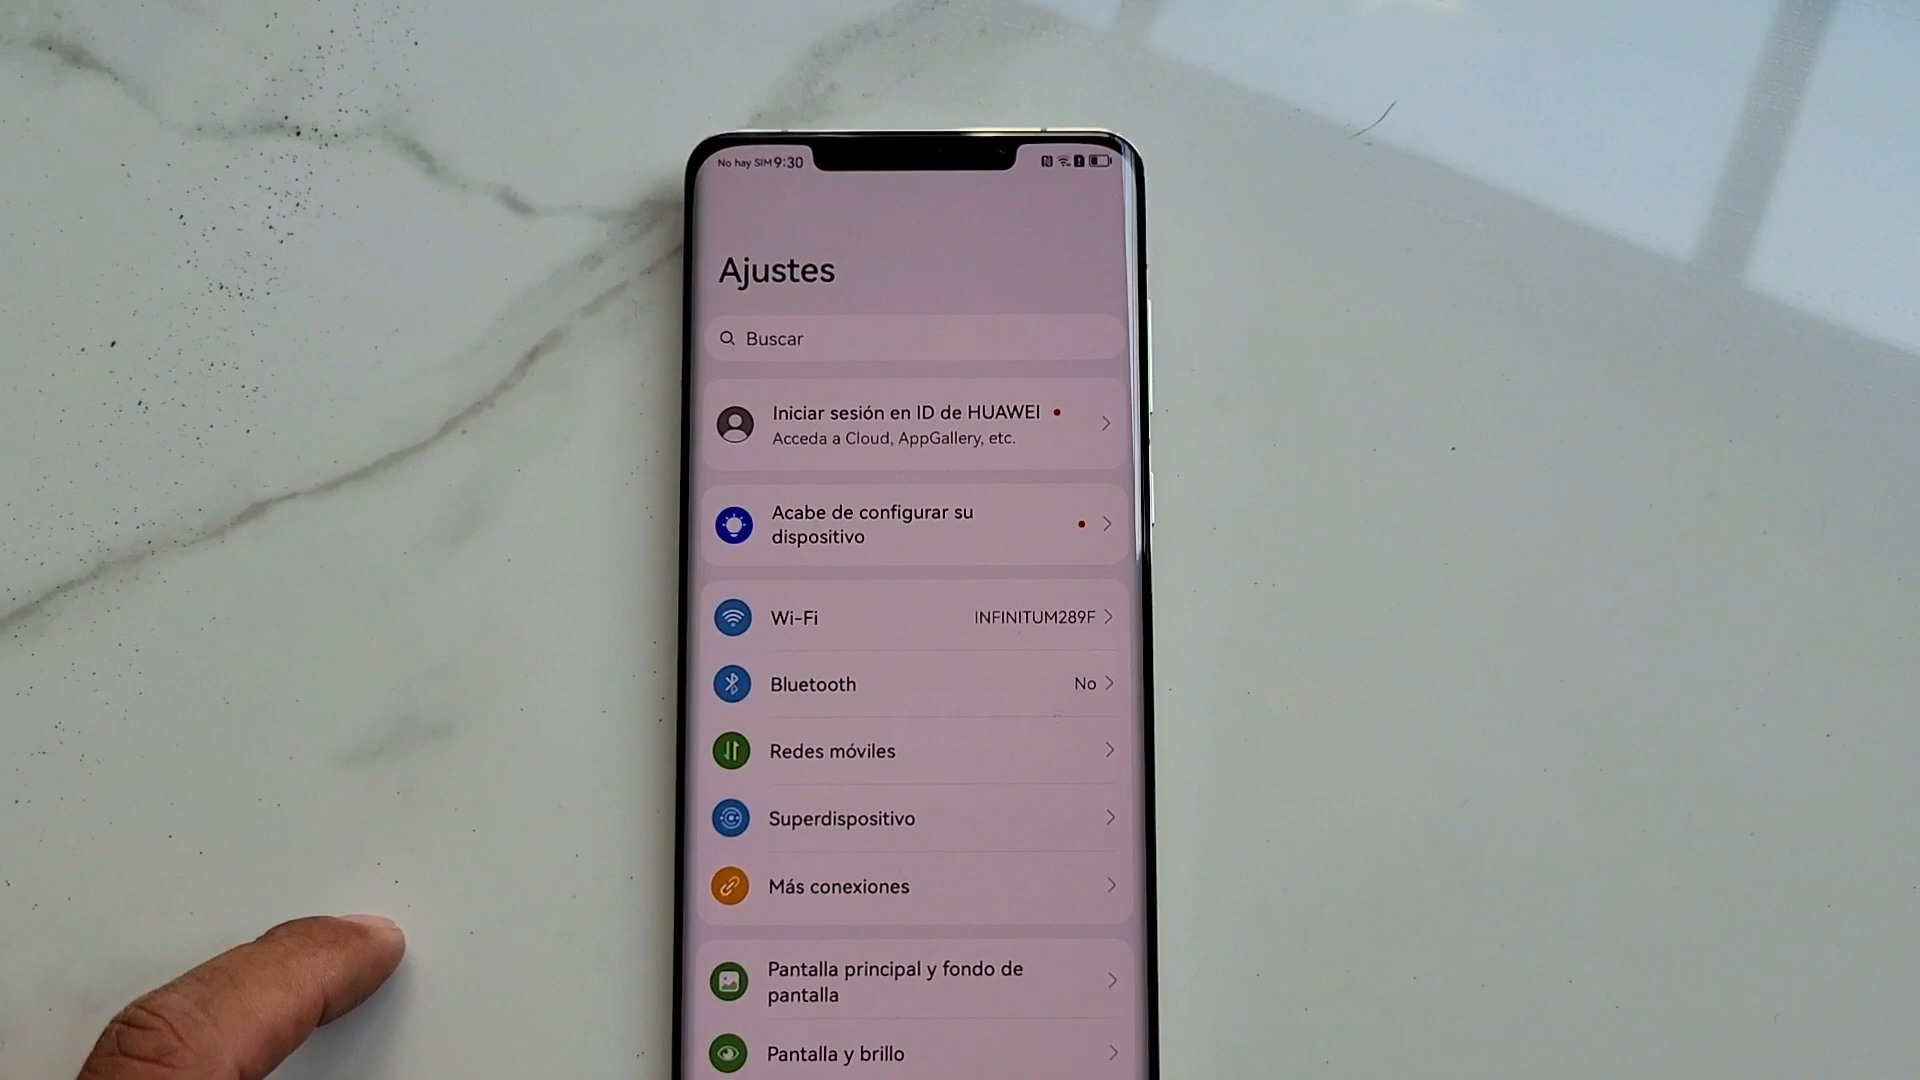 No hay SIM 9:30
Ajustes
Buscar
Iniciar sesión en ID de HUAWEI
Acceda a Cloud, AppGallery, etc.
Acabe de configurar su
dispositivo
Wi-Fi INFINITUM289F
Bluetooth No
Redes móviles
Superdispositivo
Más conexiones
Pantalla principal y fondo de
pantalla
Pantalla y brillo